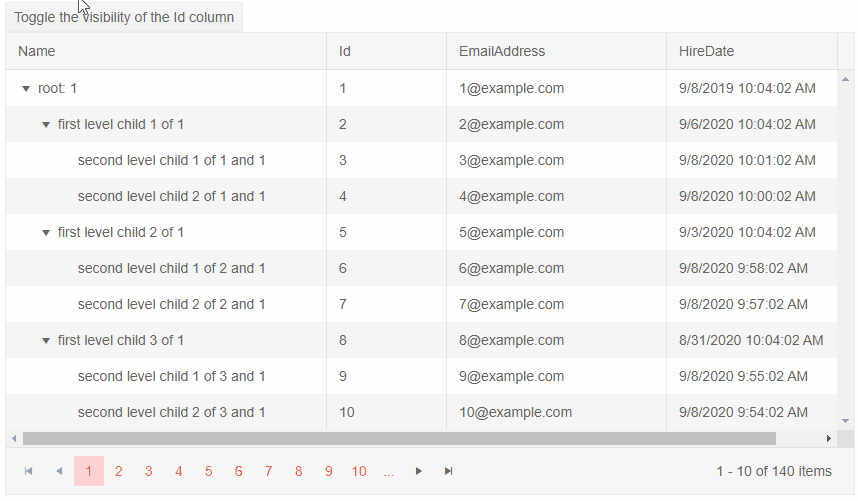 Toggle the visibility of the Id column
Name Id EmailAddress HireDate
root: 1 1 1@example.com 9/8/2019 10:04:02 AM
first level child 1 of 1 2 2@example.com 9/6/2020 10:04:02 AM
second level child 1 of 1 and 1 3 3@example.com 9/8/2020 10:01:02 AM
second level child 2 of 1 and 1 4 4@example.com 9/8/2020 10:00:02 AM
first level child 2 of 1 5 5@example.com 9/3/2020 10:04:02 AM
second level child 1 of 2 and 1 6 6@example.com 9/8/2020 9:58:02 AM
second level child 2 of 2 and 1 7 7@example.com 9/8/2020 9:57:02 AM
first level child 3 of 1 8 8@example.com 8/31/2020 10:04:02 AM
second level child 1 of 3 and 1 9 9@example.com 9/8/2020 9:55:02 AM
second level child 2 of 3 and 1 10 10@example.com 9/8/2020 9:54:02 AM
1 2 3 4 5 6 7 8 9 10 ... 1 - 10 of 140 items